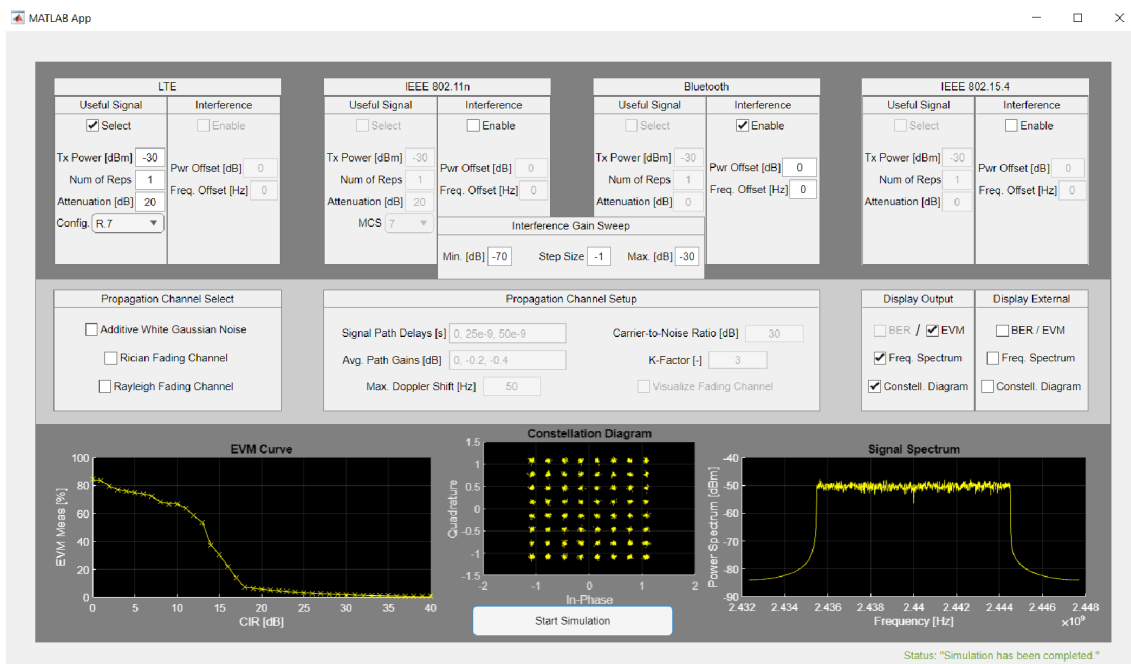 MATLAB App
LTE
Useful Signal Interference
Select Enable
Tx Power [dBm] -30
Pwr Offset [dB] 0
Num of Reps 1
Freq. Offset [Hz] 0
Attenuation [dB] 20
Config. R.7
IEEE 802.11n
Useful Signal Interference
Select Enable
Tx Power [dBm] -30
Pwr Offset [dB] 0
Num of Reps 1
Freq. Offset [Hz] 0
Attenuation [dB] 20
MCS 7
Bluetooth
Useful Signal Interference
Select Enable
Tx Power [dBm] -30
Pwr Offset [dB] 0
Num of Reps 1
Freq. Offset [Hz] 0
Attenuation [dB] 0
IEEE 802.15.4
Useful Signal Interference
Select Enable
Tx Power [dBm] -30
Pwr Offset [dB] 0
Num of Reps 1
Freq. Offset [Hz] 0
Attenuation [dB] 0
Interference Gain Sweep
Min. [dB] -70 Step Size -1 Max. [dB] -30
Propagation Channel Select
Additive White Gaussian Noise
Rician Fading Channel
Rayleigh Fading Channel
Propagation Channel Setup
Signal Path Delays [s] 0, 25e-9, 50e-9 Carrier-to-Noise Ratio [dB] 30
Avg. Path Gains [dB] 0, -0.2, -0.4 K-Factor [-] 3
Max. Doppler Shift [Hz] 50 Visualize Fading Channel
Display Output Display External
BER / EVM BER / EVM
Freq. Spectrum Freq. Spectrum
Constell. Diagram Constell. Diagram
EVM Curve
100
80
60
40
20
0
EVM Meas [%]
0 5 10 15 20 25 30 35 40
CIR [dB]
Constellation Diagram
1.5
1
0.5
0
-0.5
-1
-1.5
Quadrature
-2 -1 0 1 2
In-Phase
Signal Spectrum
-40
-50
-60
-70
-80
-90
Power Spectrum [dBm]
2.432 2.434 2.436 2.438 2.44 2.442 2.444 2.446 2.448
Frequency [Hz] ×10⁹
Start Simulation
Status: "Simulation has been completed."